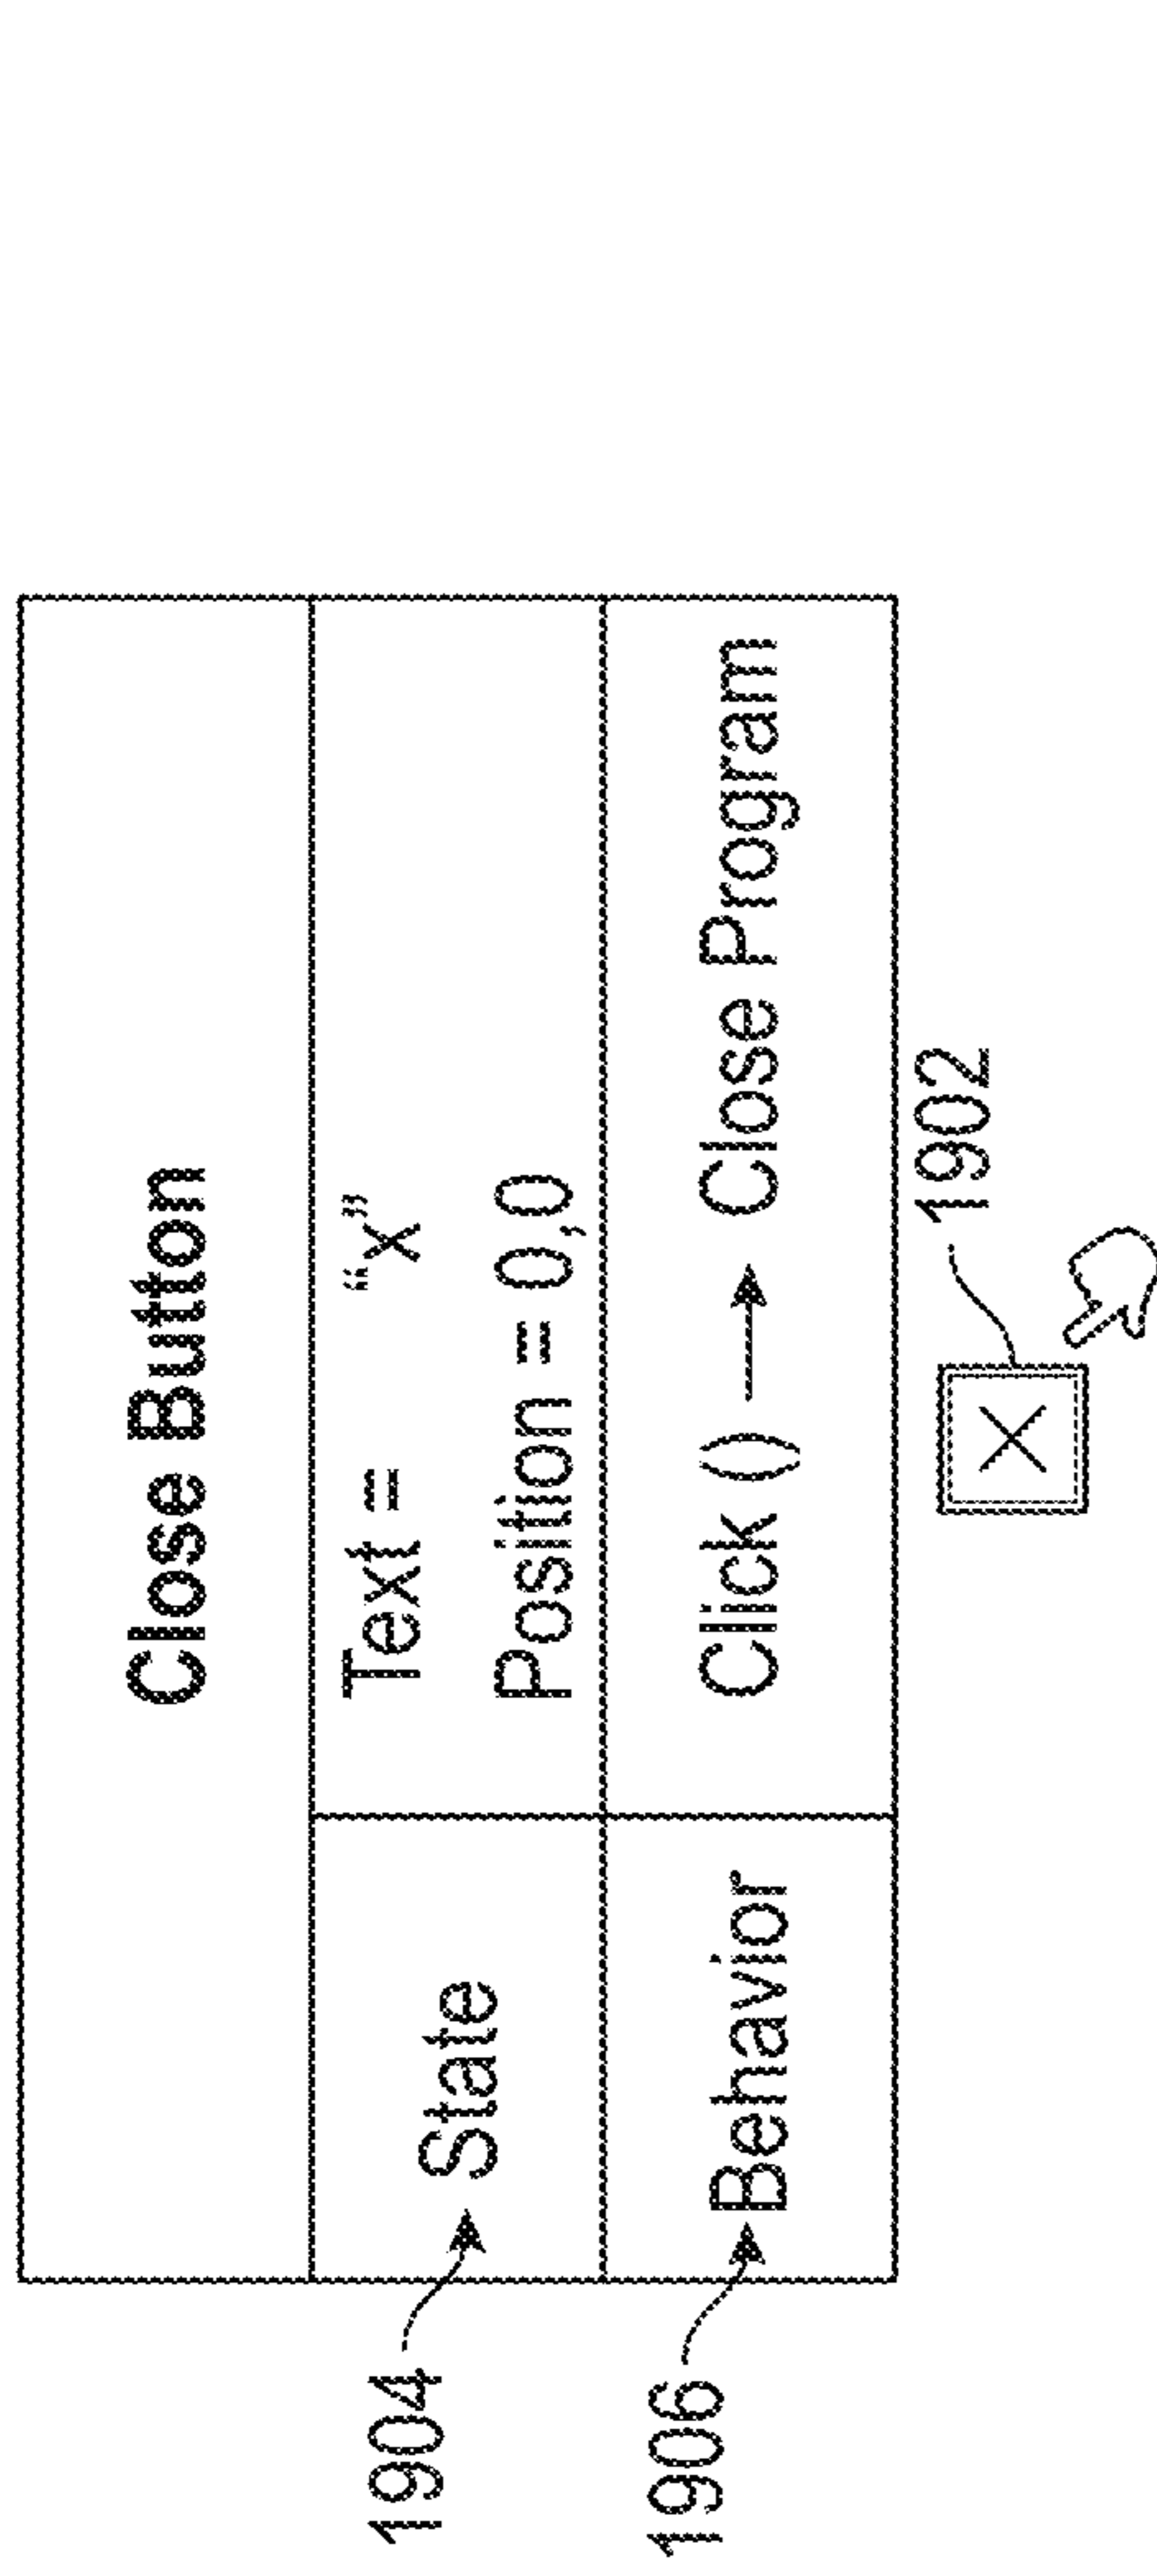 Close Button
1904
State
Text = “x”
Position = 0,0
1906
Behavior
Click () Close Program
1902
X